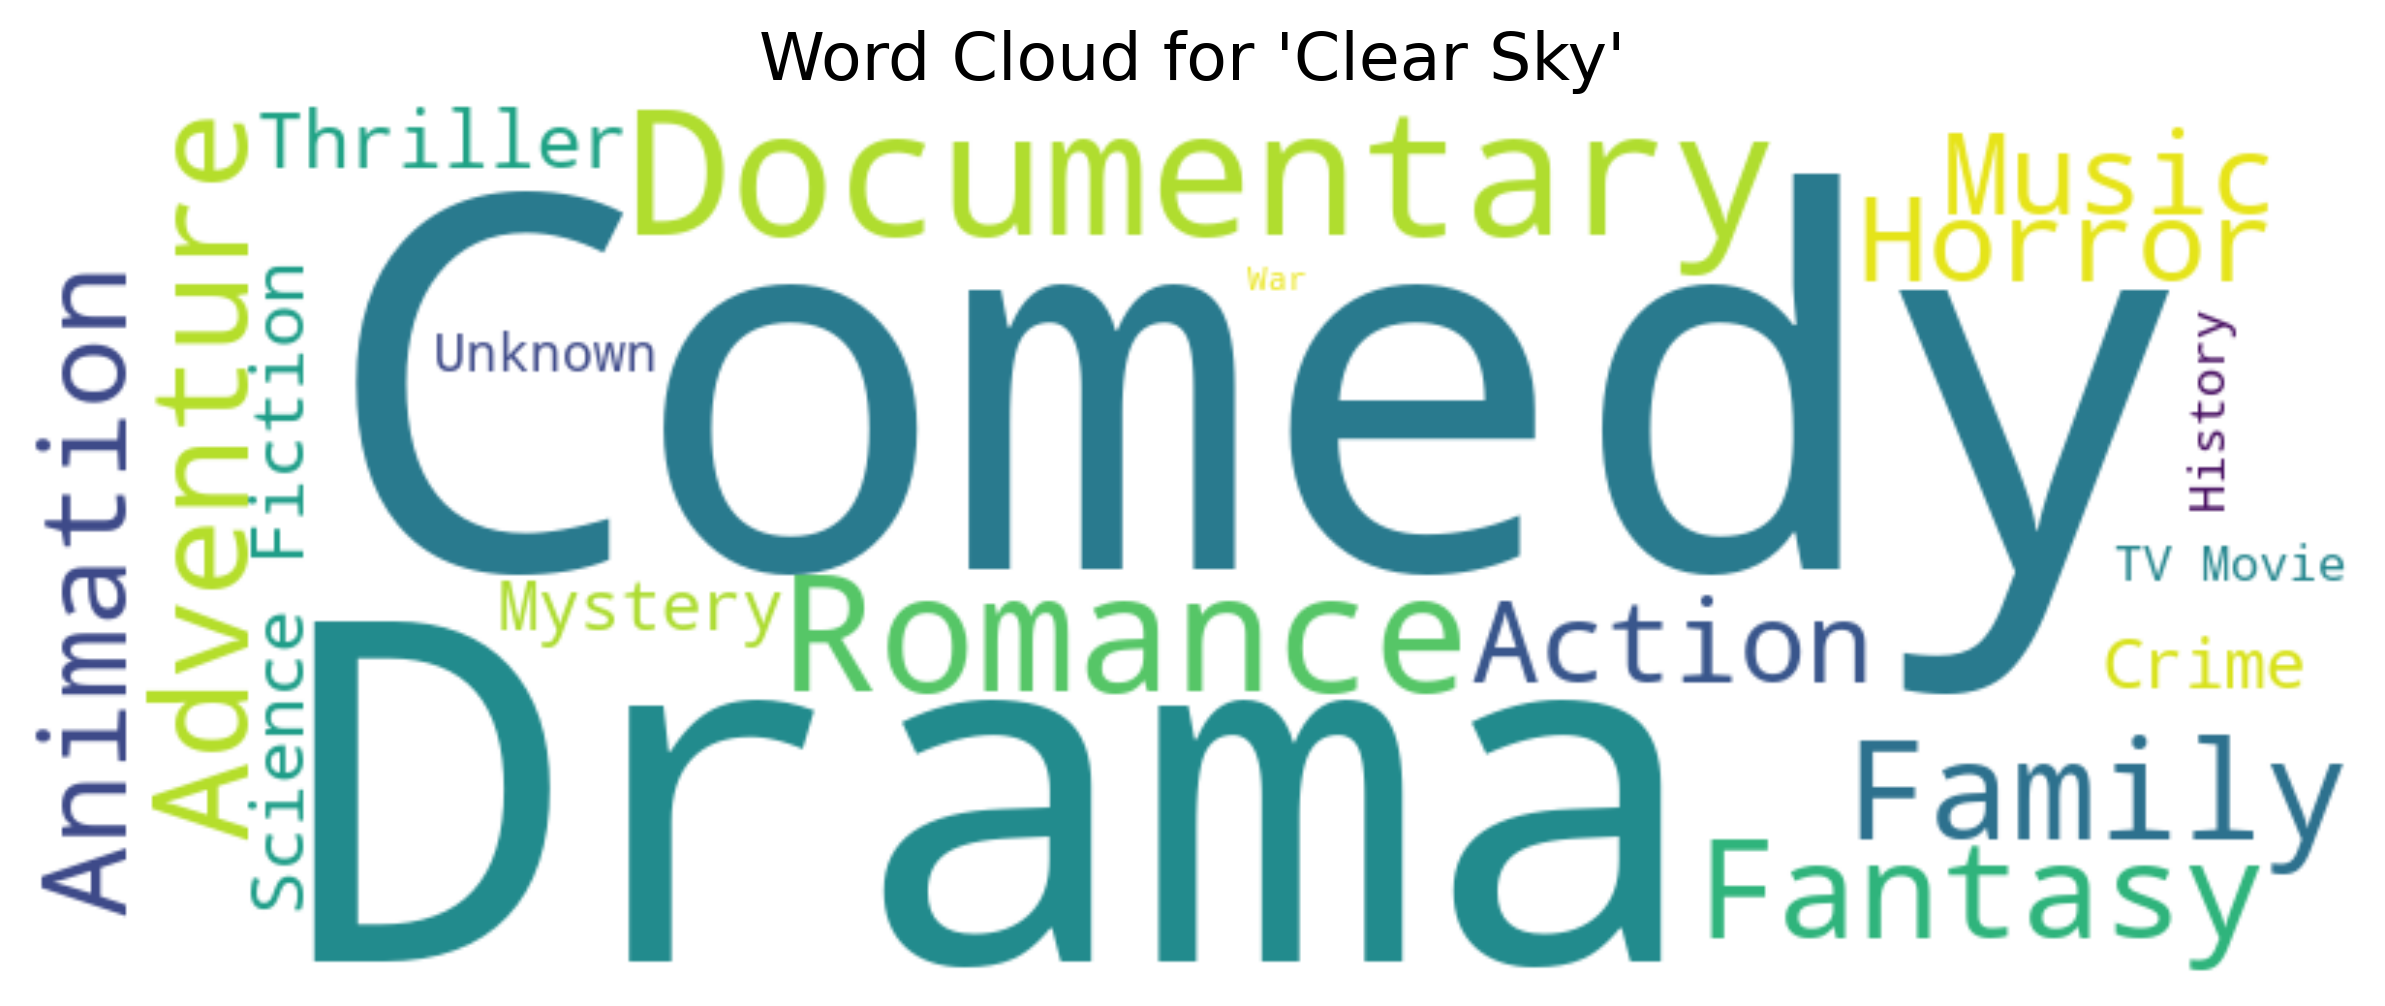 Word Cloud for 'Clear Sky'
Thriller
Documentary
Music
Horror
Comedy
War
Unknown
Animation
Adventure
Science Fiction
History
TV Movie
Mystery
Romance
Action
Crime
Drama
Family
Fantasy